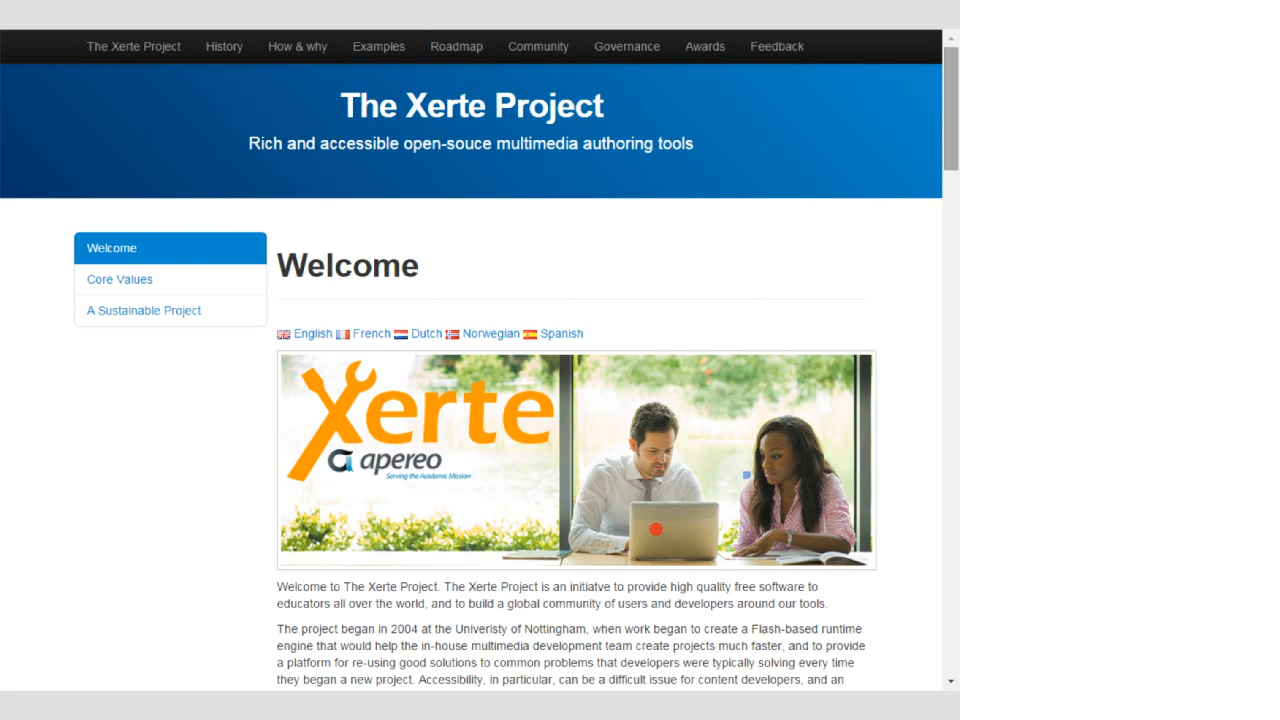 The Xerte Project History How & why Examples Roadmap Community Governance Awards Feedback
The Xerte Project
Rich and accessible open-souce multimedia authoring tools
Welcome
Core Values
A Sustainable Project
Welcome
English French Dutch Norwegian Spanish
Xerte
apereo
Serving the Academic Mission
Welcome to The Xerte Project. The Xerte Project is an initiatve to provide high quality free software to
educators all over the world, and to build a global community of users and developers around our tools.
The project began in 2004 at the Univeristy of Nottingham, when work began to create a Flash-based runtime
engine that would help the in-house multimedia development team create projects much faster, and to provide
a platform for re-using good solutions to common problems that developers were typically solving every time
they began a new project. Accessibility, in particular, can be a difficult issue for content developers, and an